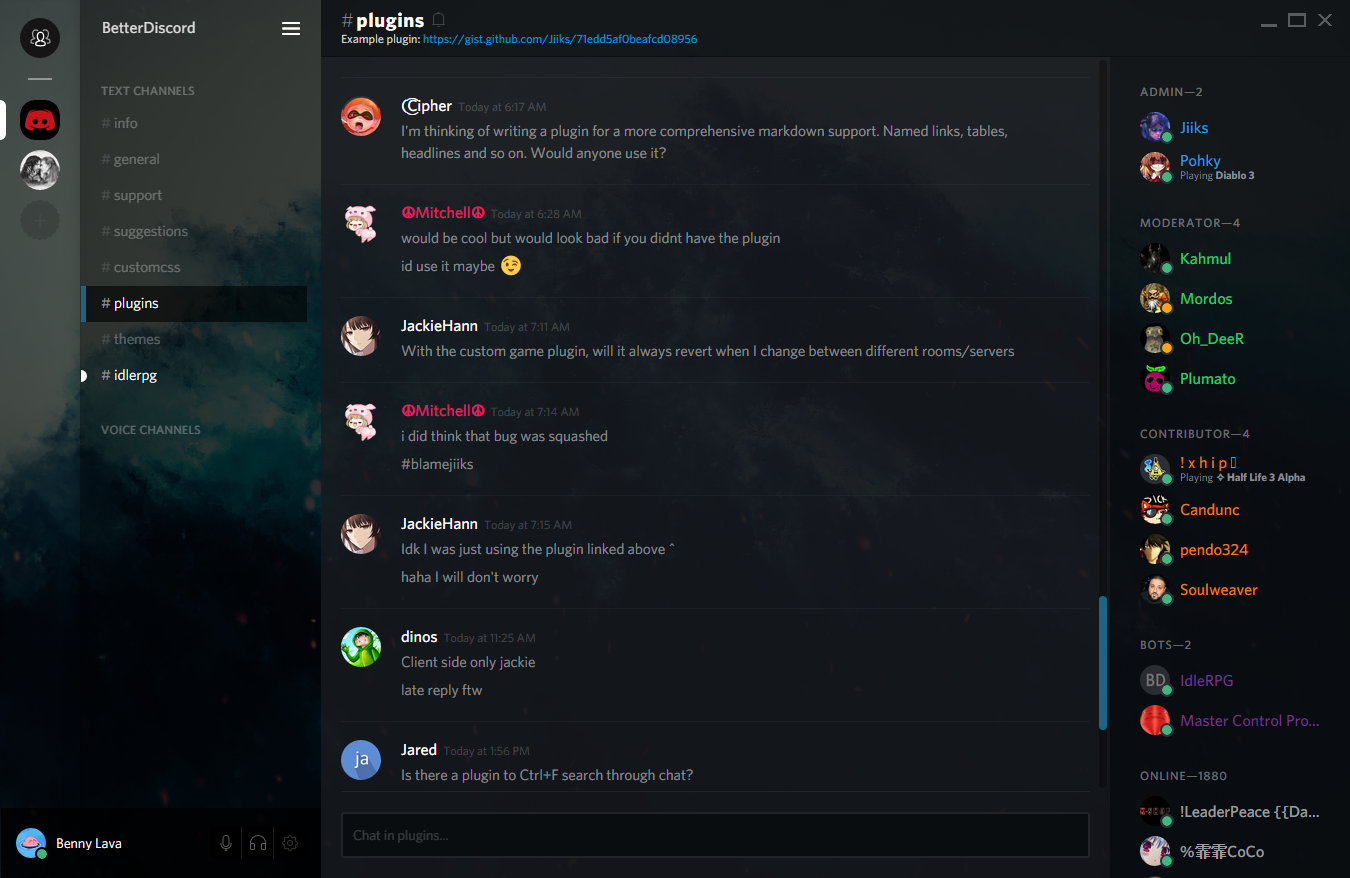 BetterDiscord
TEXT CHANNELS
# info
# general
# support
# suggestions
# customcss
# plugins
# themes
# idlerpg
VOICE CHANNELS
Benny Lava
#plugins
Example plugin: https://gist.github.com/Jiiks/71edd5af0beafcd08956
Cipher Today at 6:17 AM
I'm thinking of writing a plugin for a more comprehensive markdown support. Named links, tables,
headlines and so on. Would anyone use it?
☮Mitchell☮ Today at 6:28 AM
would be cool but would look bad if you didnt have the plugin
id use it maybe 😉
JackieHann Today at 7:11 AM
With the custom game plugin, will it always revert when I change between different rooms/servers
☮Mitchell☮ Today at 7:14 AM
i did think that bug was squashed
#blamejiiks
JackieHann Today at 7:15 AM
Idk I was just using the plugin linked above ^
haha I will don't worry
dinos Today at 11:25 AM
Client side only jackie
late reply ftw
ja
Jared Today at 1:56 PM
Is there a plugin to Ctrl+F search through chat?
Chat in plugins...
ADMIN—2
Jiiks
Pohky
Playing Diablo 3
MODERATOR—4
Kahmul
Mordos
Oh_DeeR
Plumato
CONTRIBUTOR—4
! x h i p
Playing ✧ Half Life 3 Alpha
Candunc
pendo324
Soulweaver
BOTS—2
BD
IdleRPG
Master Control Pro...
ONLINE—1880
!LeaderPeace {{Da...
%霏霏CoCo